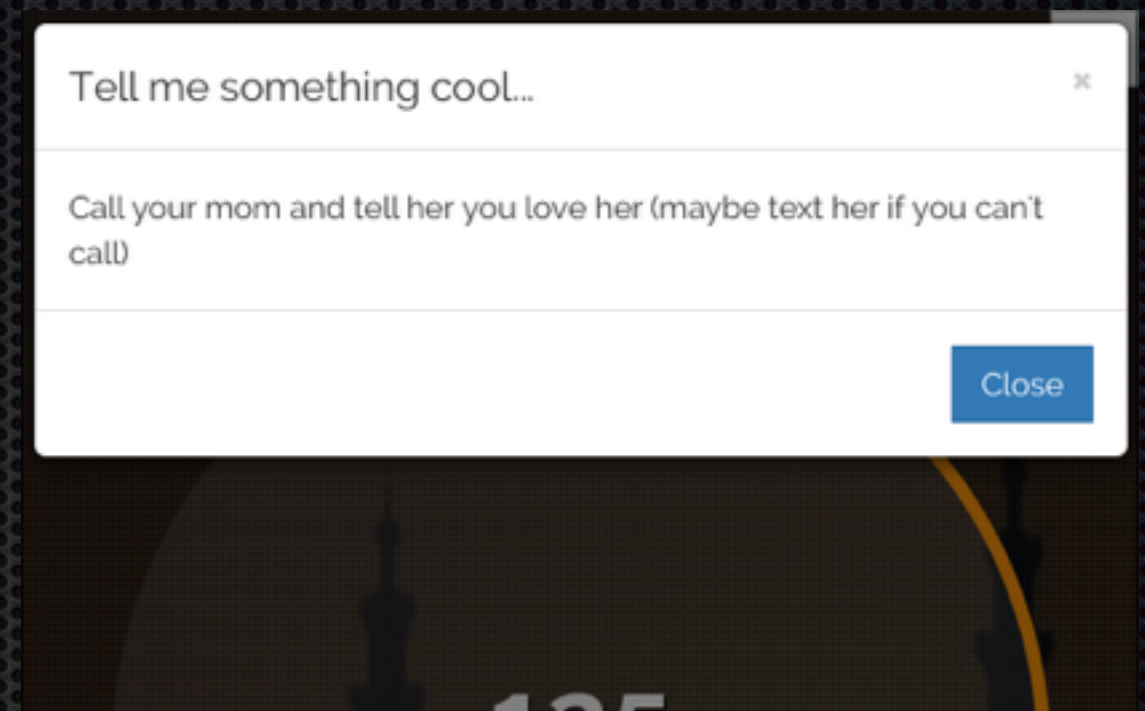 Tell me something cool...
×
Call your mom and tell her you love her (maybe text her if you can't
call)
Close